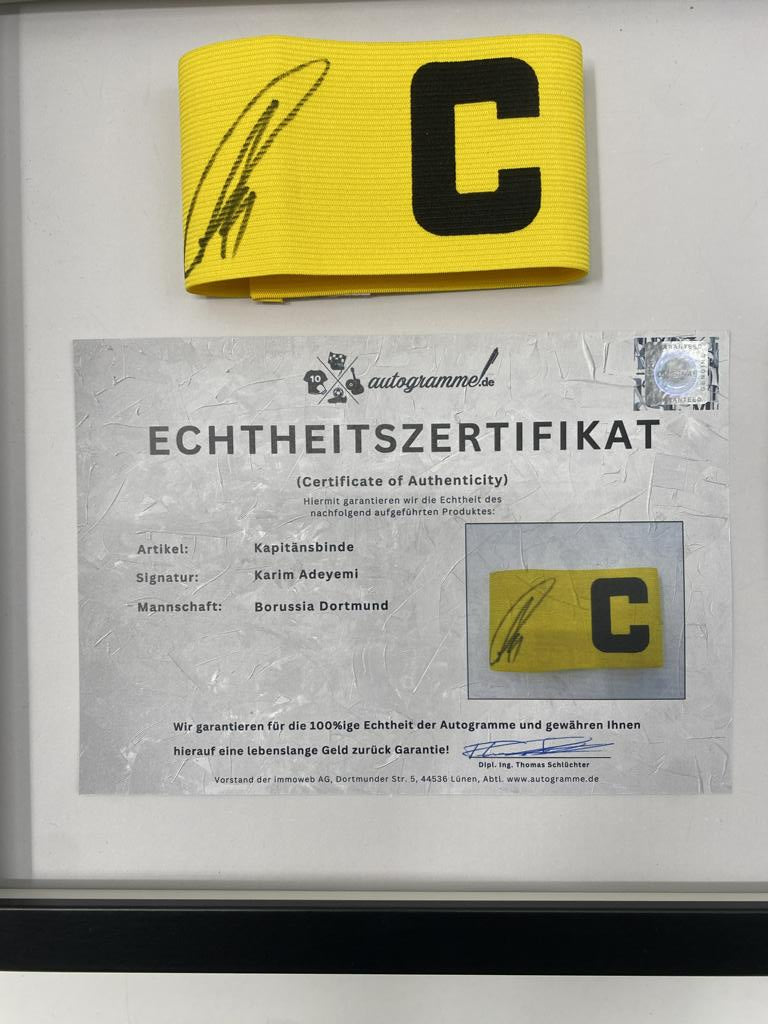 C
10
autogramme.de
ECHTHEITSZERTIFIKAT
(Certificate of Authenticity)
Hiermit garantieren wir die Echtheit des
nachfolgend aufgeführten Produktes:
Artikel: Kapitänsbinde
Signatur: Karim Adeyemi
Mannschaft: Borussia Dortmund
C
Wir garantieren für die 100%ige Echtheit der Autogramme und gewähren Ihnen
hierauf eine lebenslange Geld zurück Garantie!
Dipl. Ing. Thomas Schlüchter
Vorstand der immoweb AG, Dortmunder Str. 5, 44536 Lünen, Abtl. www.autogramme.de